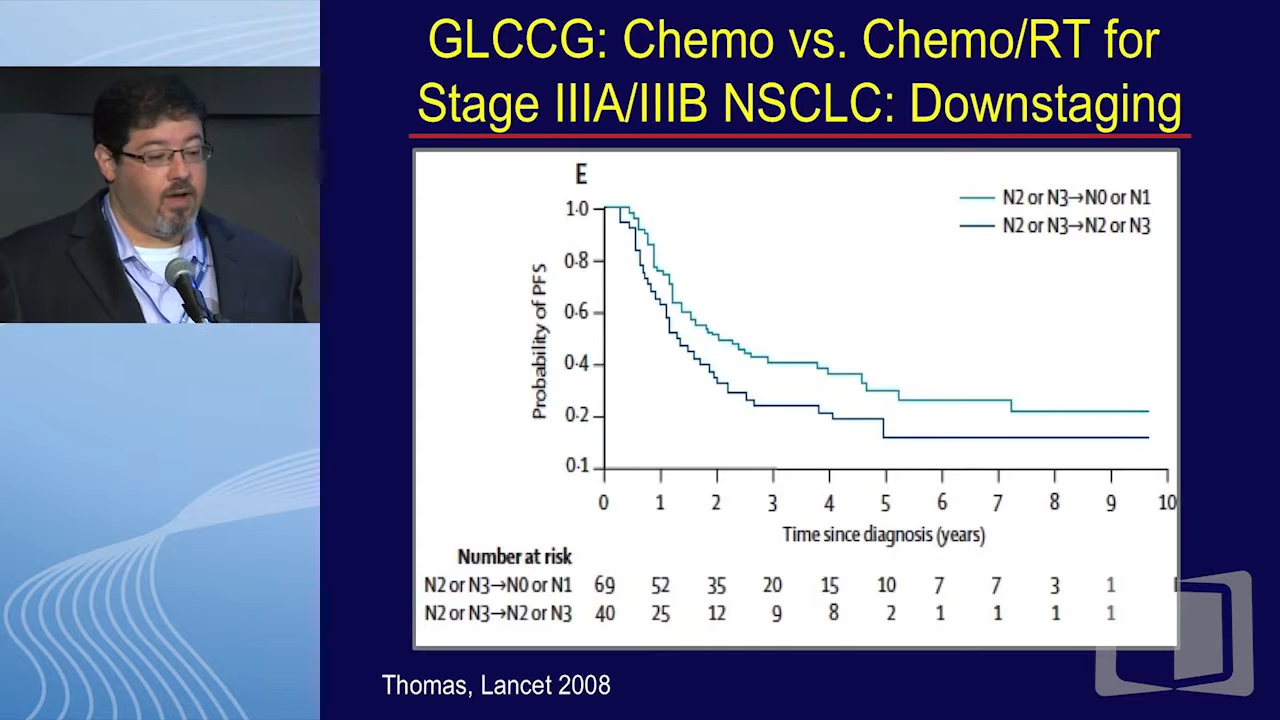 GLCCG: Chemo vs. Chemo/RT for
Stage IIIA/IIIB NSCLC: Downstaging
E
N2 or N3→N0 or N1
N2 or N3→N2 or N3
Probability of PFS
1·0
0·8
0·6
0·4
0·2
0·1
0 1 2 3 4 5 6 7 8 9 10
Time since diagnosis (years)
Number at risk
N2 or N3→N0 or N1 69 52 35 20 15 10 7 7 3 1
N2 or N3→N2 or N3 40 25 12 9 8 2 1 1 1 1
Thomas, Lancet 2008